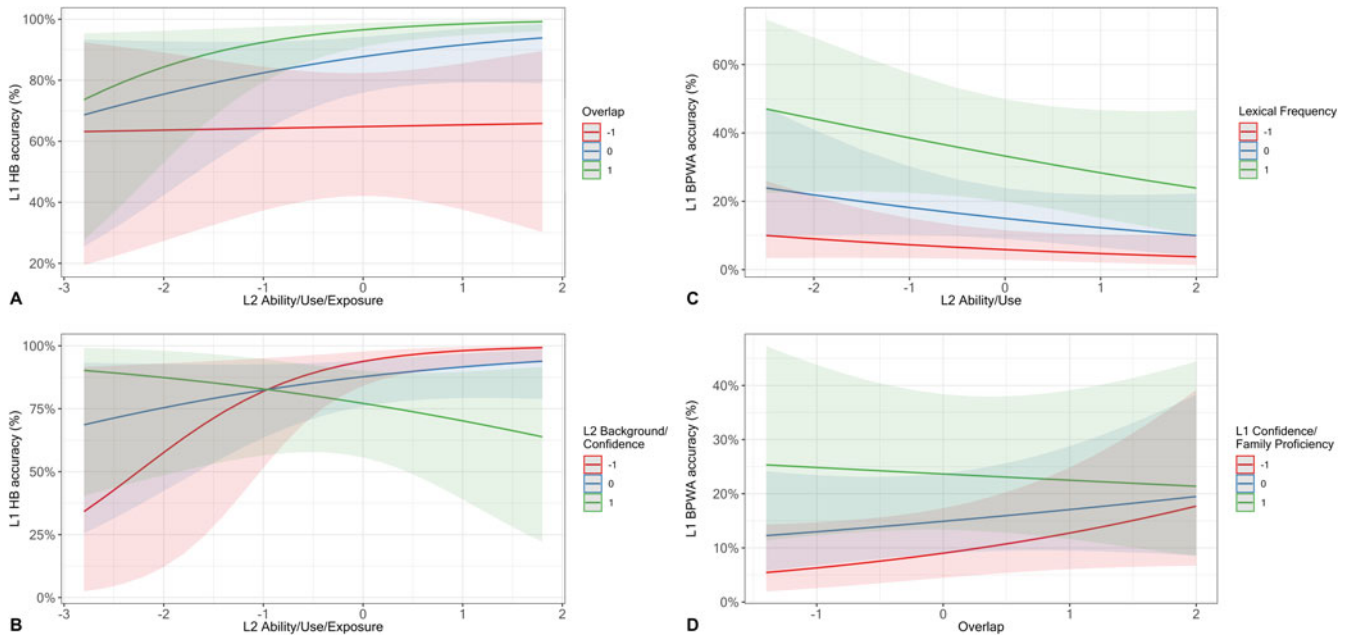 100%
80%
60%
40%
20%
L1 HB accuracy (%)
-3
-2
-1
0
1
2
A
L2 Ability/Use/Exposure
Overlap
-1
0
1
60%
40%
20%
0%
L1 BPWA accuracy (%)
-2
-1
0
1
2
C
L2 Ability/Use
Lexical Frequency
-1
0
1
100%
75%
50%
25%
0%
L1 HB accuracy (%)
-3
-2
-1
0
1
2
B
L2 Ability/Use/Exposure
L2 Background/
Confidence
-1
0
1
40%
30%
20%
10%
0%
L1 BPWA accuracy (%)
-1
0
1
2
D
Overlap
L1 Confidence/
Family Proficiency
-1
0
1